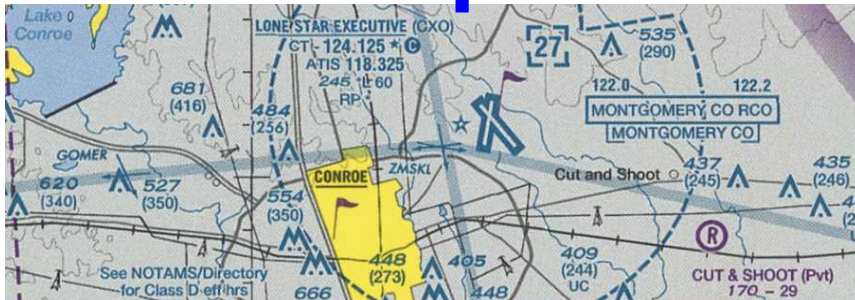 Lake o
Conroe
LONE STAR EXECUTIVE (CXO)
CT - 124.125 ★ C
ATIS 118.325
245 *L 60
RP
27
535
(290)
681
(416)
484
(256)
122.0 122.2
MONTGOMERY CO RCO
MONTGOMERY CO
GOMER
CONROE
ZMSKL
Cut and Shoot
437
(245)
435
(246)
620
(340)
527
(350)
554
(350)
R
448
(273)
405
409
(244)
UC
CUT & SHOOT (Pvt)
170 - 29
See NOTAMS/Directory
for Class D eff hrs
666
448